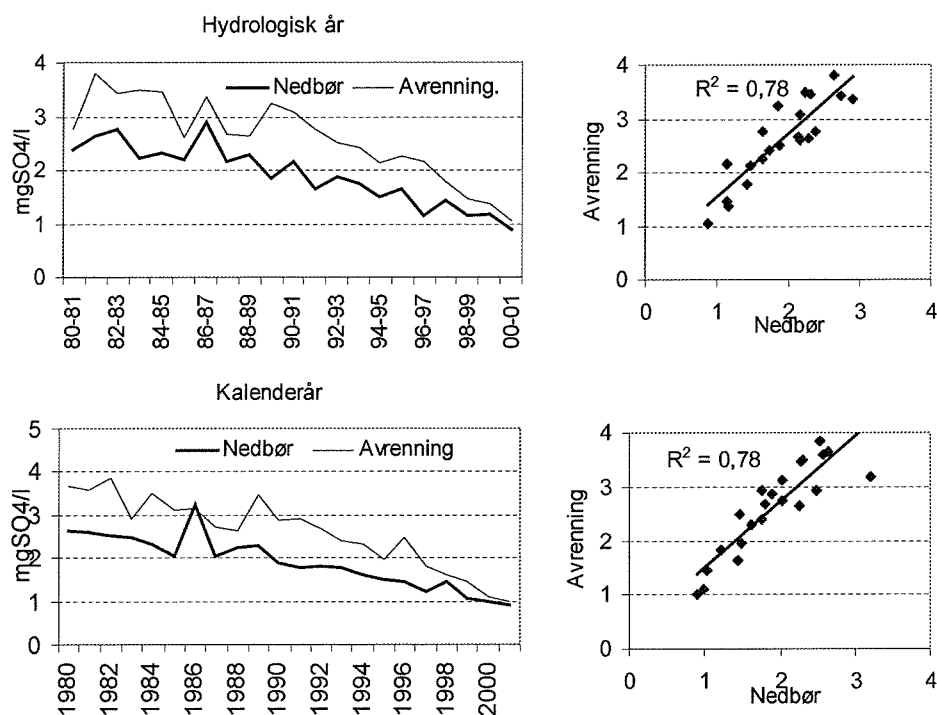 Hydrologisk år
mgSO4/l
4
3
2
1
0
Nedbør
Avrenning.
80-81
82-83
84-85
86-87
88-89
90-91
92-93
94-95
96-97
98-99
00-01
Avrenning
4
3
2
1
0
R² = 0,78
0 1 2 3 4
Nedbør
Kalenderår
mgSO4/l
5
4
3
2
1
0
Nedbør
Avrenning
1980
1982
1984
1986
1988
1990
1992
1994
1996
1998
2000
Avrenning
4
3
2
1
0
R² = 0,78
0 1 2 3 4
Nedbør